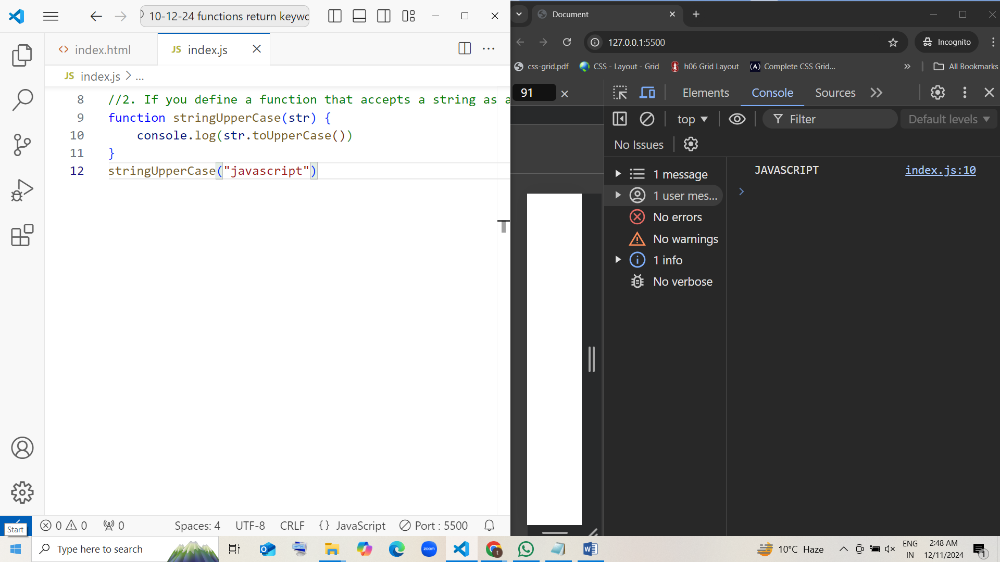 10-12-24 functions return keywo
index.html
JS index.js
JS index.js > ...
8 //2. If you define a function that accepts a string as a
9 function stringUpperCase(str) {
10 console.log(str.toUpperCase())
11 }
12 stringUpperCase("javascript")
0 0 0 Spaces: 4 UTF-8 CRLF {} JavaScript Port : 5500
Start
Document
127.0.0.1:5500
Incognito
css-grid.pdf CSS - Layout - Grid h06 Grid Layout Complete CSS Grid... » All Bookmarks
91
Elements Console Sources
top Filter Default levels
No Issues
1 message
1 user mes...
No errors
No warnings
1 info
No verbose
JAVASCRIPT index.js:10
Type here to search
zoom
10°C Haze
ENG
IN
2:48 AM
12/11/2024
1